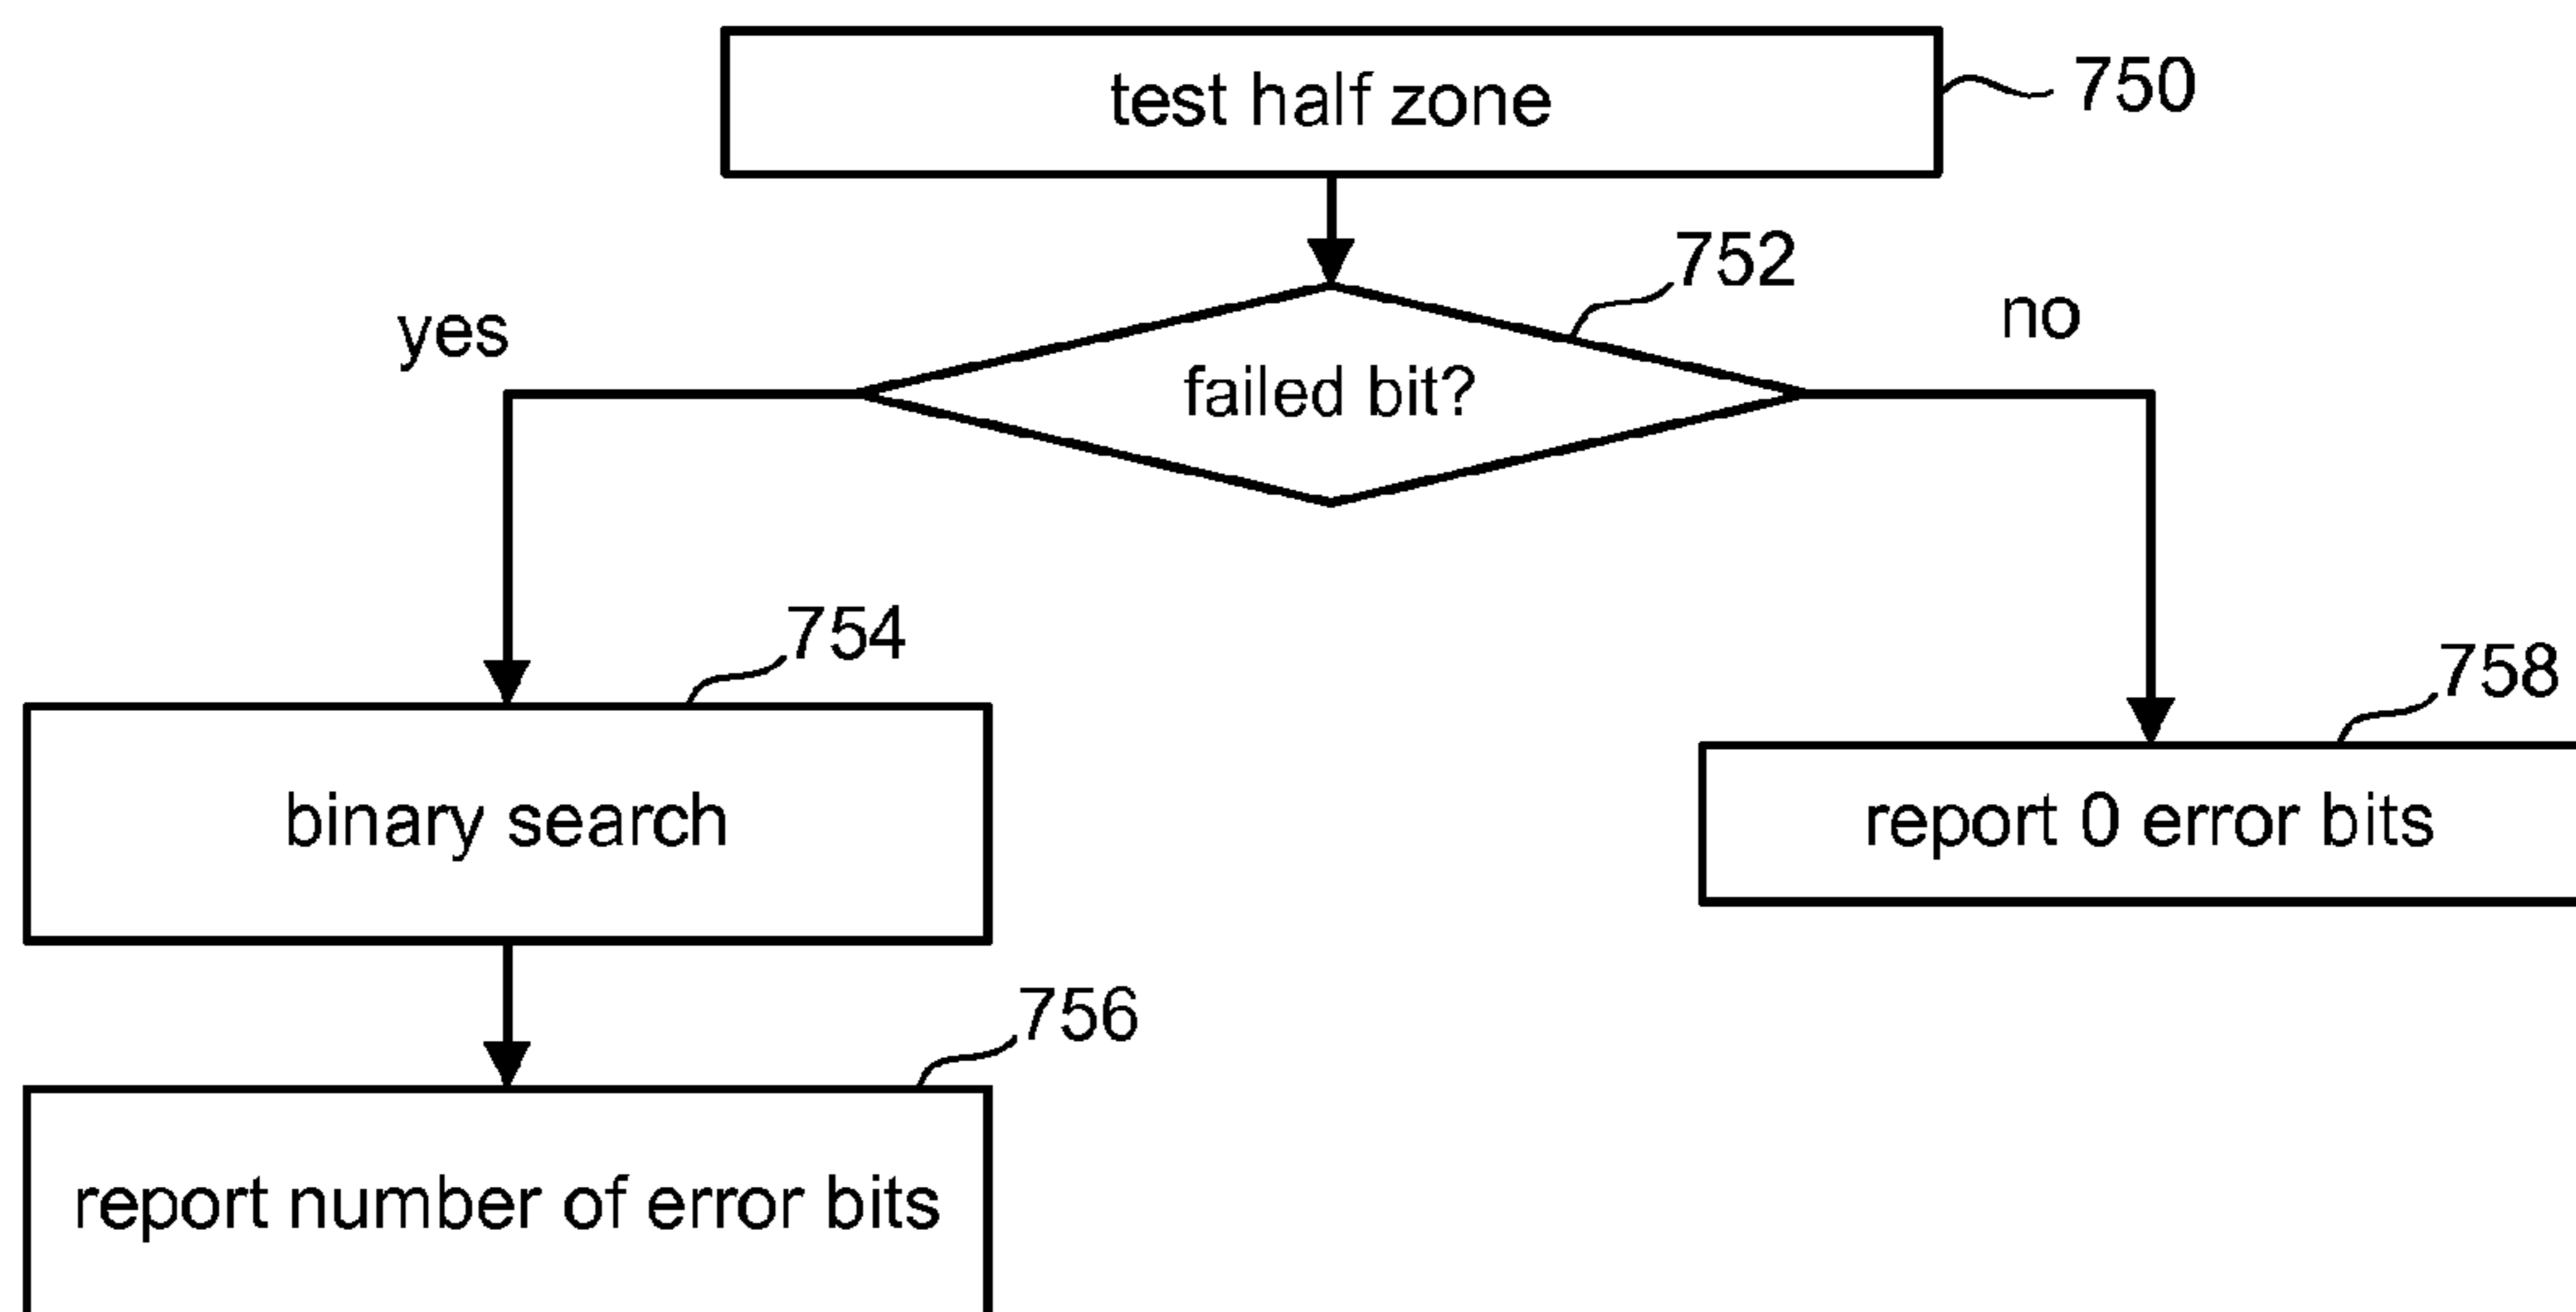 test half zone
750
752
yes
no
failed bit?
754
758
binary search
report 0 error bits
756
report number of error bits